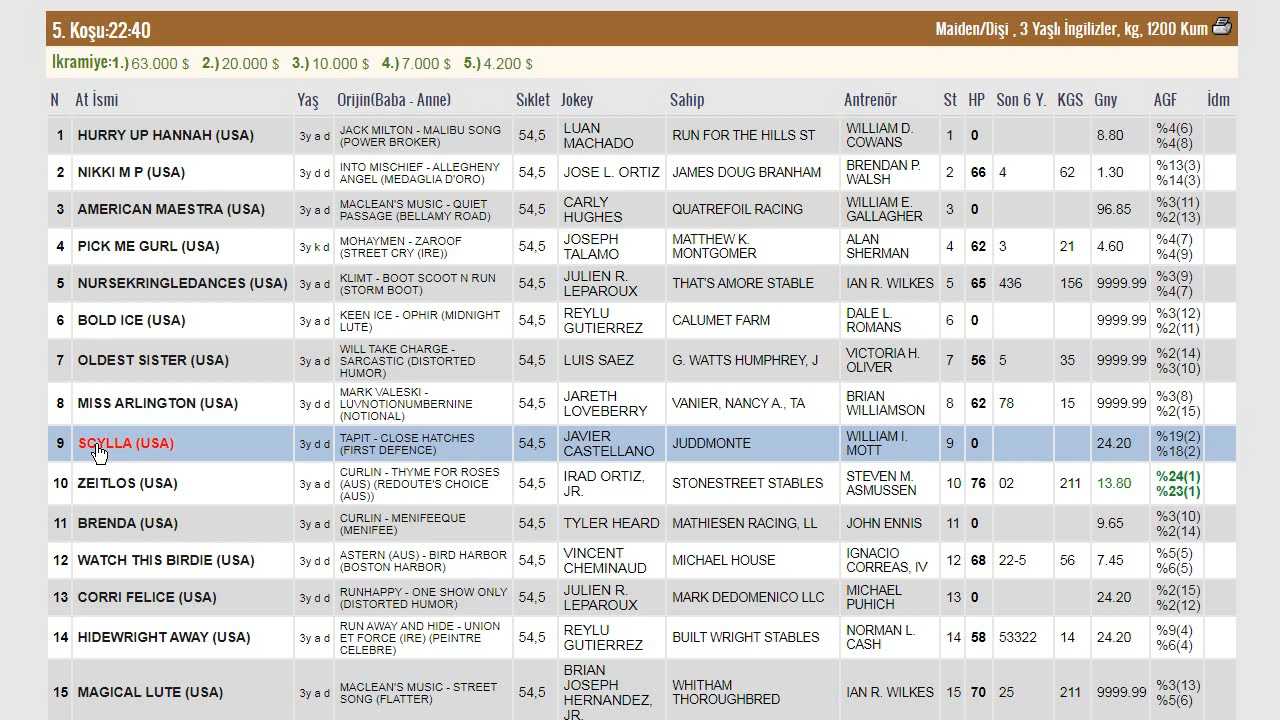 5. Koşu:22:40 Maiden/Dişi , 3 Yaşlı İngilizler, kg, 1200 Kum
Ikramiye:1.) 63.000 $ 2.) 20.000 $ 3.) 10.000 $ 4.) 7.000 $ 5.) 4.200 $
N At İsmi Yaş Orijin(Baba - Anne) Sıklet Jokey Sahip Antrenör St HP Son 6 Y. KGS Gny AGF İdm
1 HURRY UP HANNAH (USA) 3y a d JACK MILTON - MALIBU SONG (POWER BROKER) 54,5 LUAN MACHADO RUN FOR THE HILLS ST WILLIAM D. COWANS 1 0 8.80 %4(6) %4(8)
2 NIKKI M P (USA) 3y d d INTO MISCHIEF - ALLEGHENY ANGEL (MEDAGLIA D'ORO) 54,5 JOSE L. ORTIZ JAMES DOUG BRANHAM BRENDAN P. WALSH 2 66 4 62 1.30 %13(3) %14(3)
3 AMERICAN MAESTRA (USA) 3y a d MACLEAN'S MUSIC - QUIET PASSAGE (BELLAMY ROAD) 54,5 CARLY HUGHES QUATREFOIL RACING WILLIAM E. GALLAGHER 3 0 96.85 %3(11) %2(13)
4 PICK ME GURL (USA) 3y k d MOHAYMEN - ZAROOF (STREET CRY (IRE)) 54,5 JOSEPH TALAMO MATTHEW K. MONTGOMER ALAN SHERMAN 4 62 3 21 4.60 %4(7) %4(9)
5 NURSEKRINGLEDANCES (USA) 3y a d KLIMT - BOOT SCOOT N RUN (STORM BOOT) 54,5 JULIEN R. LEPAROUX THAT'S AMORE STABLE IAN R. WILKES 5 65 436 156 9999.99 %3(9) %4(7)
6 BOLD ICE (USA) 3y a d KEEN ICE - OPHIR (MIDNIGHT LUTE) 54,5 REYLU GUTIERREZ CALUMET FARM DALE L. ROMANS 6 0 9999.99 %3(12) %2(11)
7 OLDEST SISTER (USA) 3y a d WILL TAKE CHARGE - SARCASTIC (DISTORTED HUMOR) 54,5 LUIS SAEZ G. WATTS HUMPHREY, J VICTORIA H. OLIVER 7 56 5 35 9999.99 %2(14) %3(10)
8 MISS ARLINGTON (USA) 3y d d MARK VALESKI - LUVNOTIONUMBERNINE (NOTIONAL) 54,5 JARETH LOVEBERRY VANIER, NANCY A., TA BRIAN WILLIAMSON 8 62 78 15 9999.99 %3(8) %2(15)
9 SCYLLA (USA) 3y d d TAPIT - CLOSE HATCHES (FIRST DEFENCE) 54,5 JAVIER CASTELLANO JUDDMONTE WILLIAM I. MOTT 9 0 24.20 %19(2) %18(2)
10 ZEITLOS (USA) 3y a d CURLIN - THYME FOR ROSES (AUS) (REDOUTE'S CHOICE (AUS)) 54,5 IRAD ORTIZ, JR. STONESTREET STABLES STEVEN M. ASMUSSEN 10 76 02 211 13.80 %24(1) %23(1)
11 BRENDA (USA) 3y a d CURLIN - MENIFEEQUE (MENIFEE) 54,5 TYLER HEARD MATHIESEN RACING, LL JOHN ENNIS 11 0 9.65 %3(10) %2(14)
12 WATCH THIS BIRDIE (USA) 3y d d ASTERN (AUS) - BIRD HARBOR (BOSTON HARBOR) 54,5 VINCENT CHEMINAUD MICHAEL HOUSE IGNACIO CORREAS, IV 12 68 22-5 56 7.45 %5(5) %6(5)
13 CORRI FELICE (USA) 3y d d RUNHAPPY - ONE SHOW ONLY (DISTORTED HUMOR) 54,5 JULIEN R. LEPAROUX MARK DEDOMENICO LLC MICHAEL PUHICH 13 0 24.20 %2(15) %2(12)
14 HIDEWRIGHT AWAY (USA) 3y a d RUN AWAY AND HIDE - UNION ET FORCE (IRE) (PEINTRE CELEBRE) 54,5 REYLU GUTIERREZ BUILT WRIGHT STABLES NORMAN L. CASH 14 58 53322 14 24.20 %9(4) %6(4)
15 MAGICAL LUTE (USA) 3y a d MACLEAN'S MUSIC - STREET SONG (FLATTER) 54,5 BRIAN JOSEPH HERNANDEZ, JR. WHITHAM THOROUGHBRED IAN R. WILKES 15 70 25 211 9999.99 %3(13) %5(6)